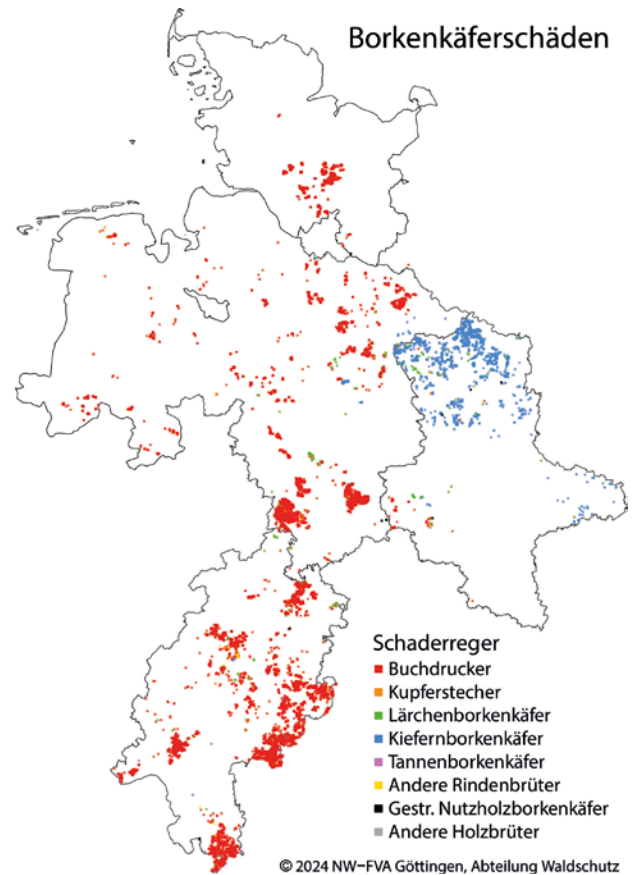 Borkenkäferschäden
Schaderreger
Buchdrucker
Kupferstecher
Lärchenborkenkäfer
Kiefernborkenkäfer
Tannenborkenkäfer
Andere Rindenbrüter
Gestr. Nutzholzborkenkäfer
Andere Holzbrüter
© 2024 NW–FVA Göttingen, Abteilung Waldschutz